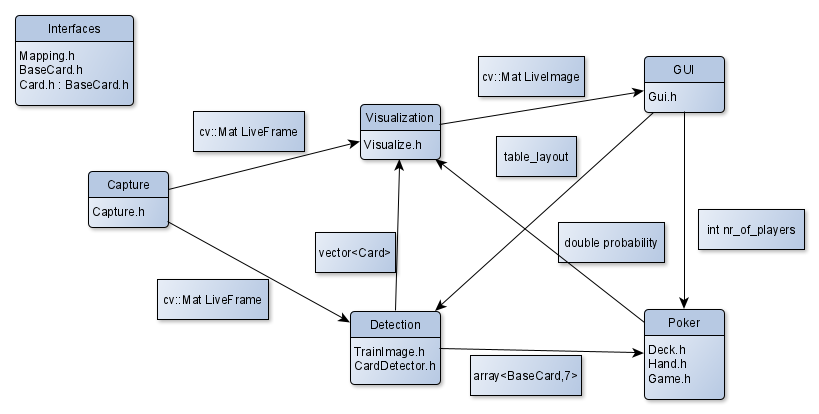 Interfaces
Mapping.h
BaseCard.h
Card.h : BaseCard.h
GUI
Gui.h
cv::Mat LiveImage
Visualization
Visualize.h
cv::Mat LiveFrame
table_layout
Capture
Capture.h
int nr_of_players
double probability
vector<Card>
cv::Mat LiveFrame
Detection
TrainImage.h
CardDetector.h
Poker
Deck.h
Hand.h
Game.h
array<BaseCard,7>